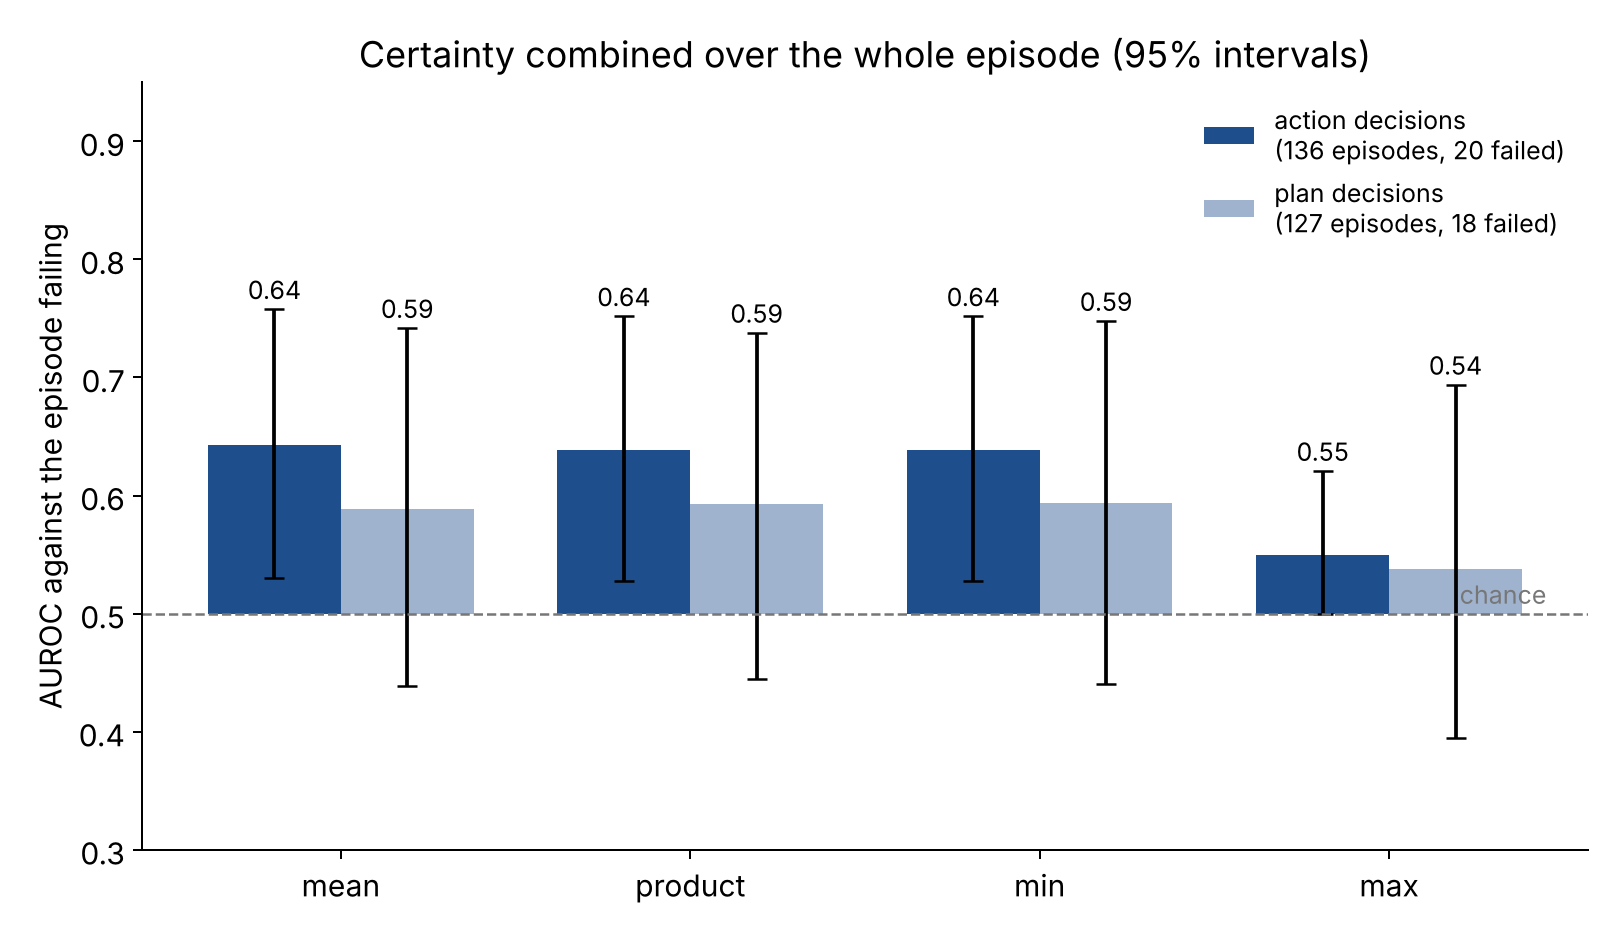 Certainty combined over the whole episode (95% intervals)
action decisions
(136 episodes, 20 failed)
plan decisions
(127 episodes, 18 failed)
AUROC against the episode failing
0.9
0.8
0.7
0.6
0.5
0.4
0.3
0.64
0.59
0.64
0.59
0.64
0.59
0.55
0.54
chance
mean
product
min
max